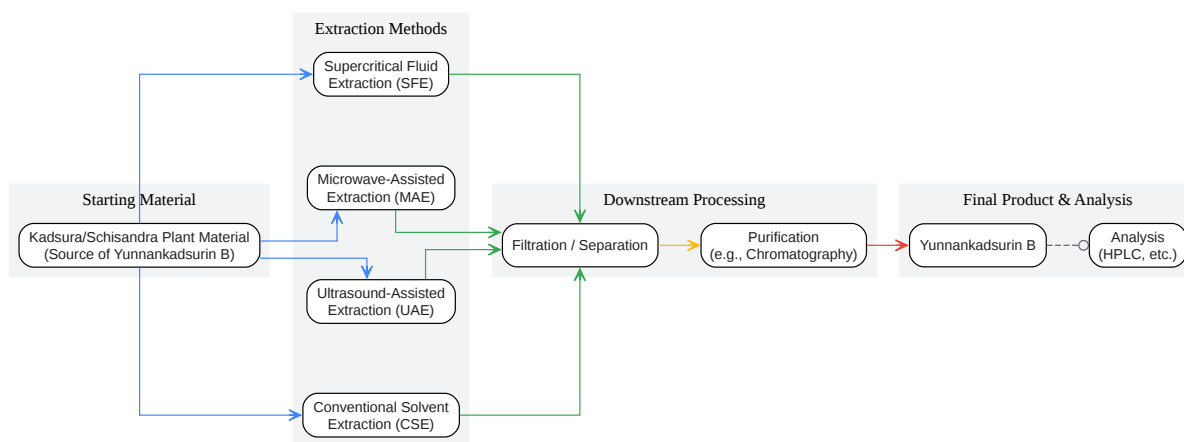 Extraction Methods
Supercritical Fluid
Extraction (SFE)
Microwave-Assisted
Extraction (MAE)
Ultrasound-Assisted
Extraction (UAE)
Conventional Solvent
Extraction (CSE)
Starting Material
Kadsura/Schisandra Plant Material
(Source of Yunnankadsurin B)
Downstream Processing
Filtration / Separation
Purification
(e.g., Chromatography)
Final Product & Analysis
Yunnankadsurin B
Analysis
(HPLC, etc.)